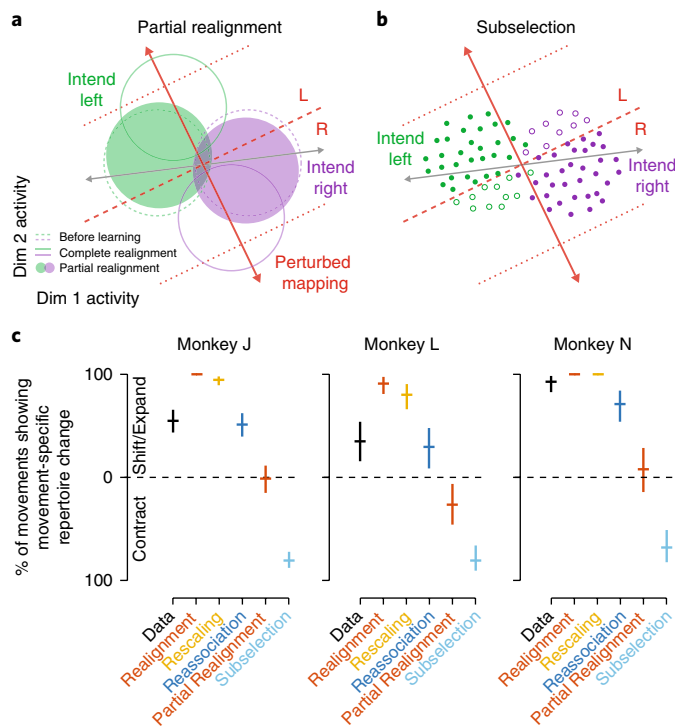 a
Partial realignment
Intend
left
L
R
Intend
right
Before learning
Complete realignment
Partial realignment
Perturbed
mapping
Dim 2 activity
Dim 1 activity
b
Subselection
Intend
left
L
R
Intend
right
c
Monkey J
Monkey L
Monkey N
% of movements showing
movement-specific
repertoire change
Shift/Expand
Contract
100
0
100
Data
Realignment
Rescaling
Reassociation
Partial Realignment
Subselection
Data
Realignment
Rescaling
Reassociation
Partial Realignment
Subselection
Data
Realignment
Rescaling
Reassociation
Partial Realignment
Subselection